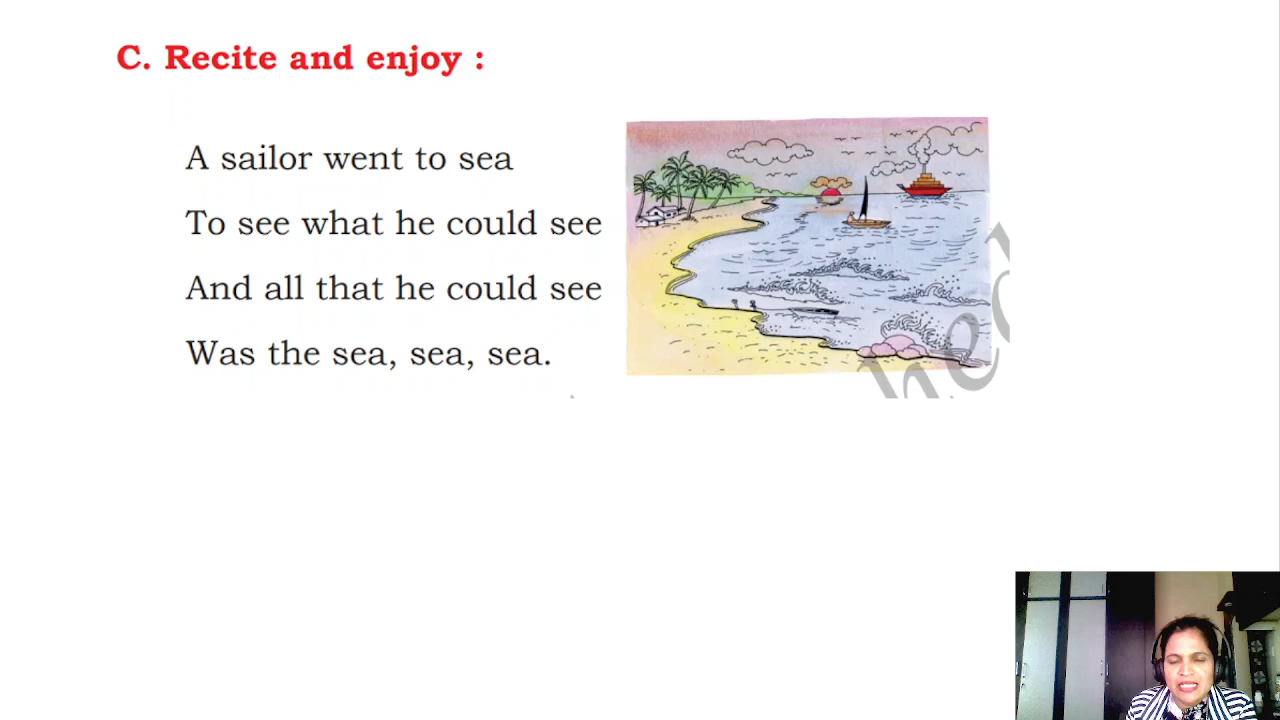 C. Recite and enjoy :
A sailor went to sea
To see what he could see
And all that he could see
Was the sea, sea, sea.